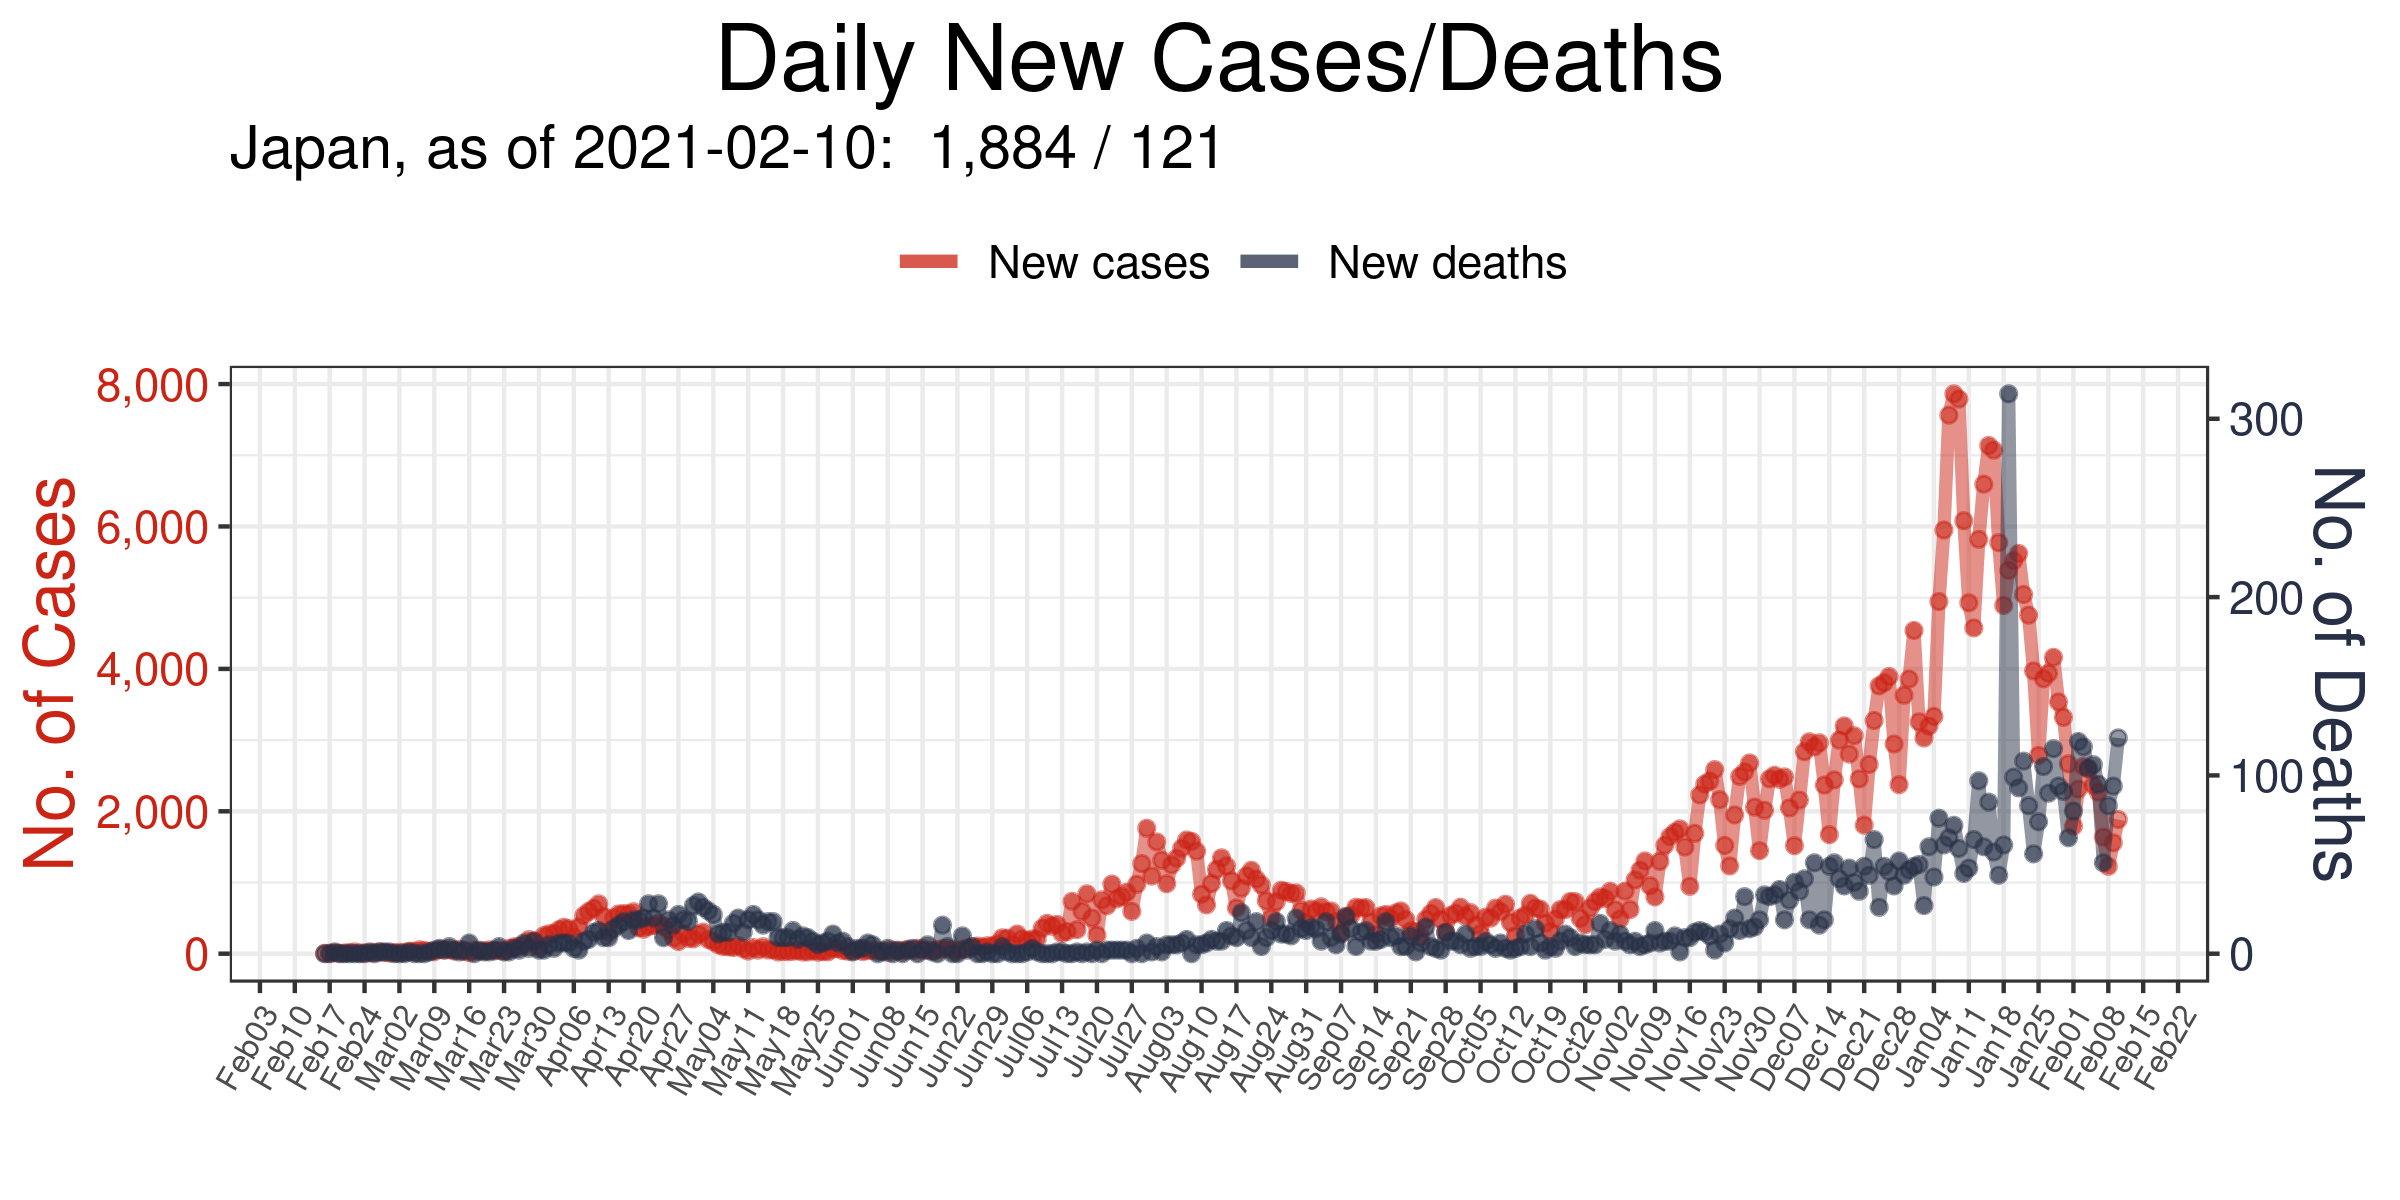 Daily New Cases/Deaths
Japan, as of 2021-02-10:  1,884 / 121
New cases
New deaths
No. of Cases
8,000
6,000
4,000
2,000
0
300
200
100
0
No. of Deaths
Feb03
Feb10
Feb17
Feb24
Mar02
Mar09
Mar16
Mar23
Mar30
Apr06
Apr13
Apr20
Apr27
May04
May11
May18
May25
Jun01
Jun08
Jun15
Jun22
Jun29
Jul06
Jul13
Jul20
Jul27
Aug03
Aug10
Aug17
Aug24
Aug31
Sep07
Sep14
Sep21
Sep28
Oct05
Oct12
Oct19
Oct26
Nov02
Nov09
Nov16
Nov23
Nov30
Nov07
Dec14
Dec21
Dec28
Dec04
Jan11
Jan18
Jan25
Feb01
Feb08
Feb15
Feb22